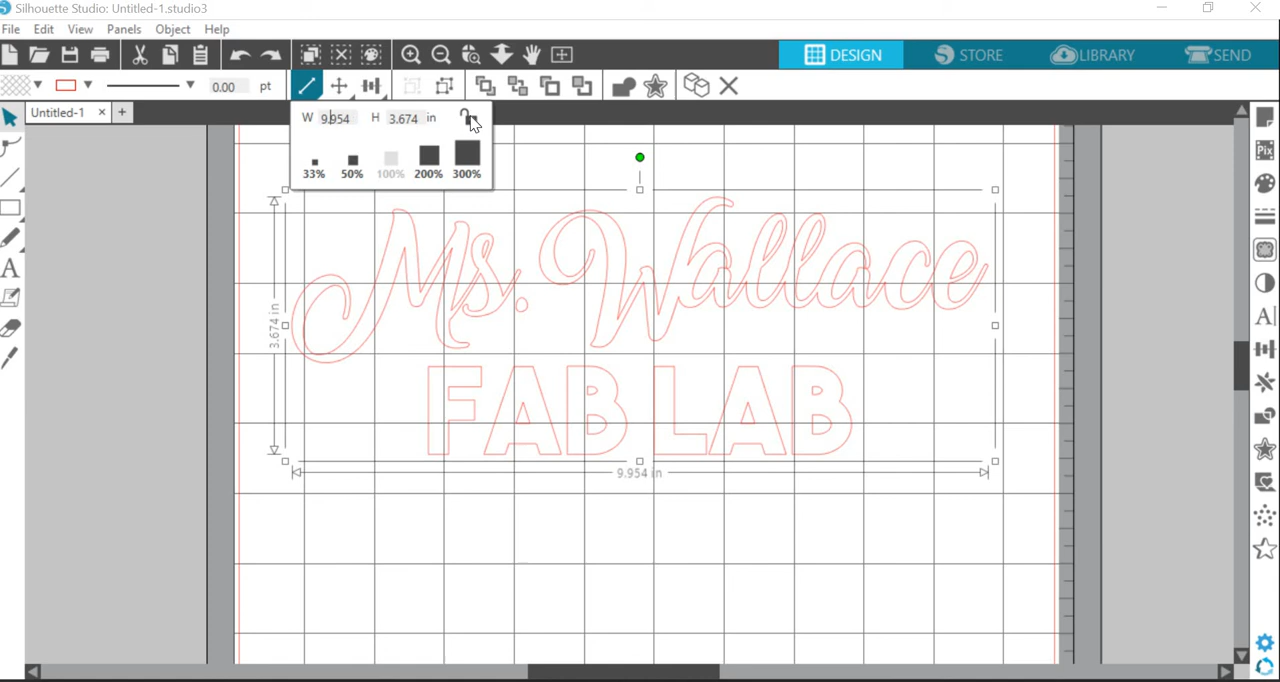 Silhouette Studio: Untitled-1.studio3
File Edit View Panels Object Help
DESIGN STORE LIBRARY SEND
0.00 pt
Untitled-1
W 9.954 H 3.674 in
33% 50% 100% 200% 300%
Pix
Ms. Wallace
FAB LAB
3.674 in
9.954 in